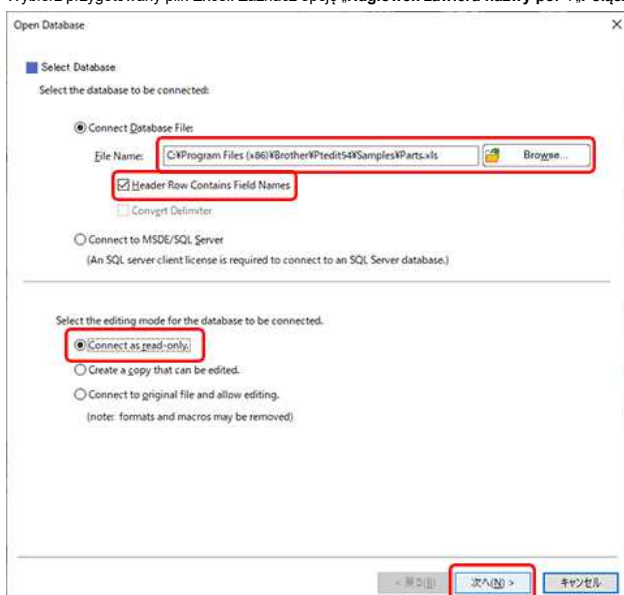 Open Database
Select Database
Select the database to be connected:
Connect Database File:
File Name: C:¥Program Files (x86)¥Brother¥Ptedit54¥Samples¥Parts.xls Browse...
Header Row Contains Field Names
Convert Delimiter
Connect to MSDE/SQL Server
(An SQL server client license is required to connect to an SQL Server database.)
Select the editing mode for the database to be connected.
Connect as read-only.
Create a copy that can be edited.
Connect to original file and allow editing.
(note: formats and macros may be removed)
< 戻る(B) 次へ(N) > キャンセル